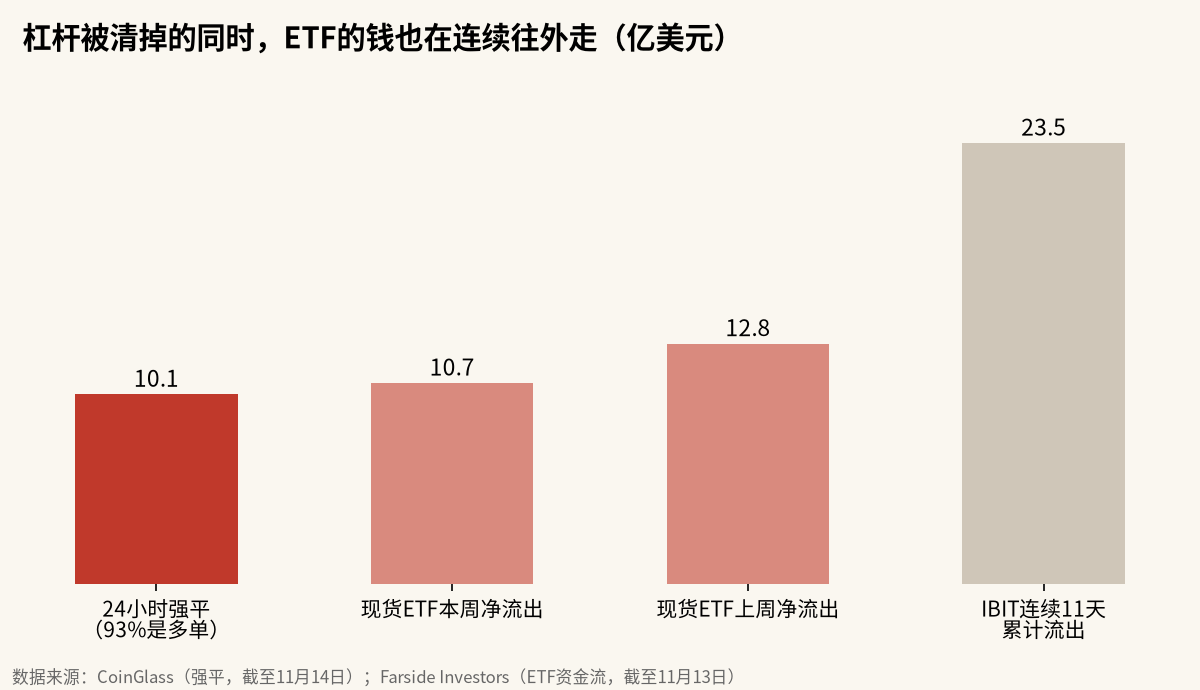 杠杆被清掉的同时，ETF的钱也在连续往外走（亿美元）
10.1
10.7
12.8
23.5
24小时强平
（93%是多单）
现货ETF本周净流出
现货ETF上周净流出
IBIT连续11天
累计流出
数据来源：CoinGlass（强平，截至11月14日）；Farside Investors（ETF资金流，截至11月13日）